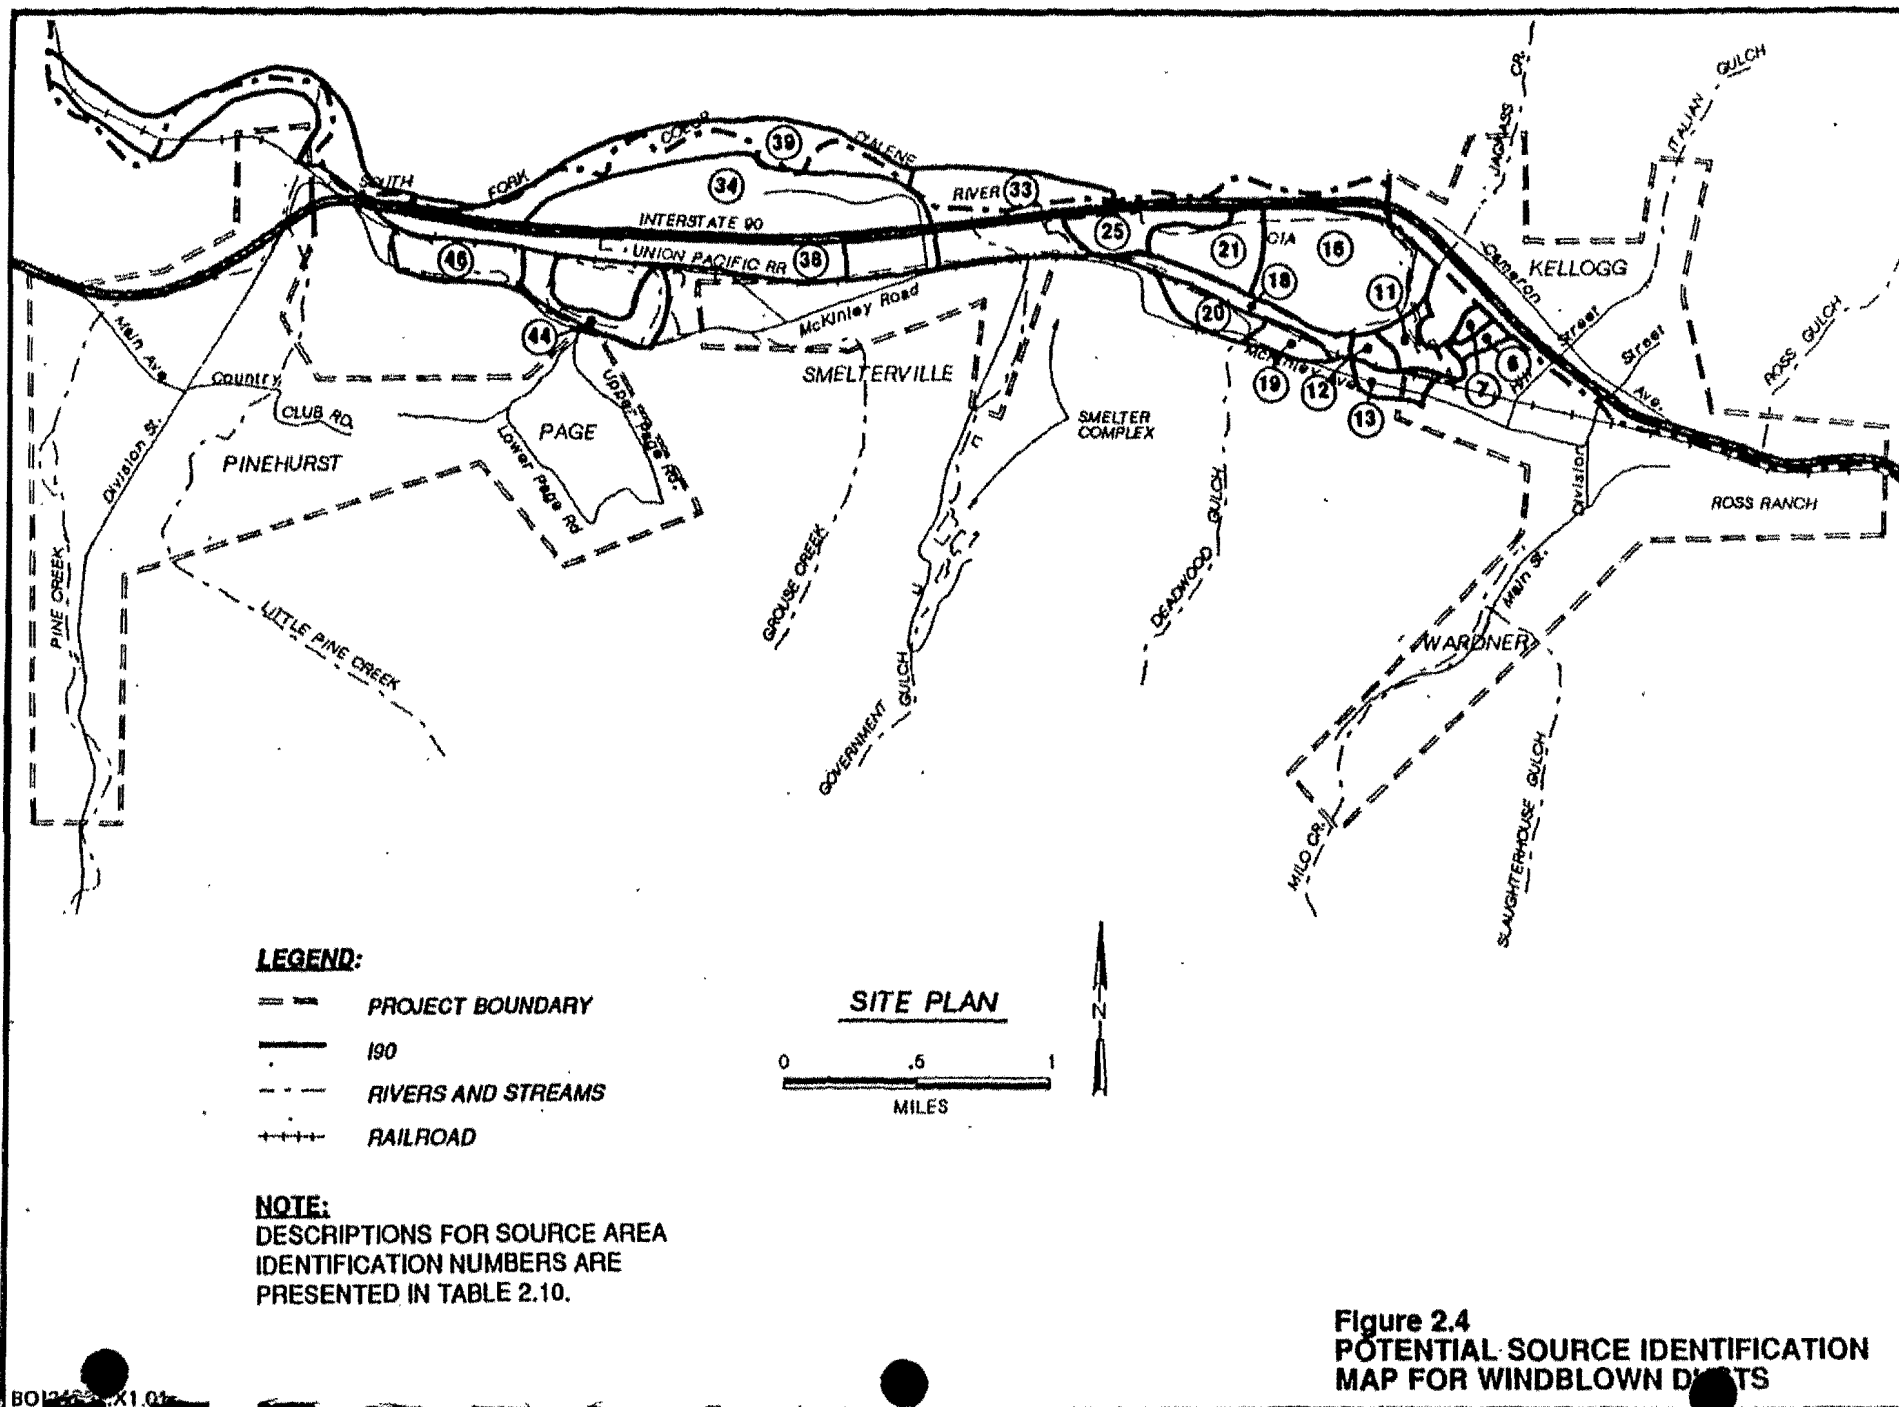 JACKASS CR.
ITALIAN GULCH
COEUR
39
D'ALENE
SOUTH
FORK
34
RIVER 33
INTERSTATE 90
25
21
CIA
16
Cameron
KELLOGG
46
UNION PACIFIC RR
38
18
11
McKinley Road
20
Street
ROSS GULCH
44
McKinley Ave.
6
Street
Main Ave.
SMELTERVILLE
19
12
7
Ave.
Country
CLUB RD.
Upper Page Rd.
13
SMELTER
COMPLEX
PAGE
Division St.
PINEHURST
Lower Page Rd
Division
ROSS RANCH
DEADWOOD GULCH
GROUSE CREEK
PINE CREEK
Main St.
LITTLE PINE CREEK
WARDNER
GOVERNMENT GULCH
MILO CR.
SLAUGHTERHOUSE GULCH
LEGEND:
PROJECT BOUNDARY
I90
RIVERS AND STREAMS
RAILROAD
SITE PLAN
N
0 .5 1
MILES
NOTE:
DESCRIPTIONS FOR SOURCE AREA
IDENTIFICATION NUMBERS ARE
PRESENTED IN TABLE 2.10.
Figure 2.4
POTENTIAL SOURCE IDENTIFICATION
MAP FOR WINDBLOWN